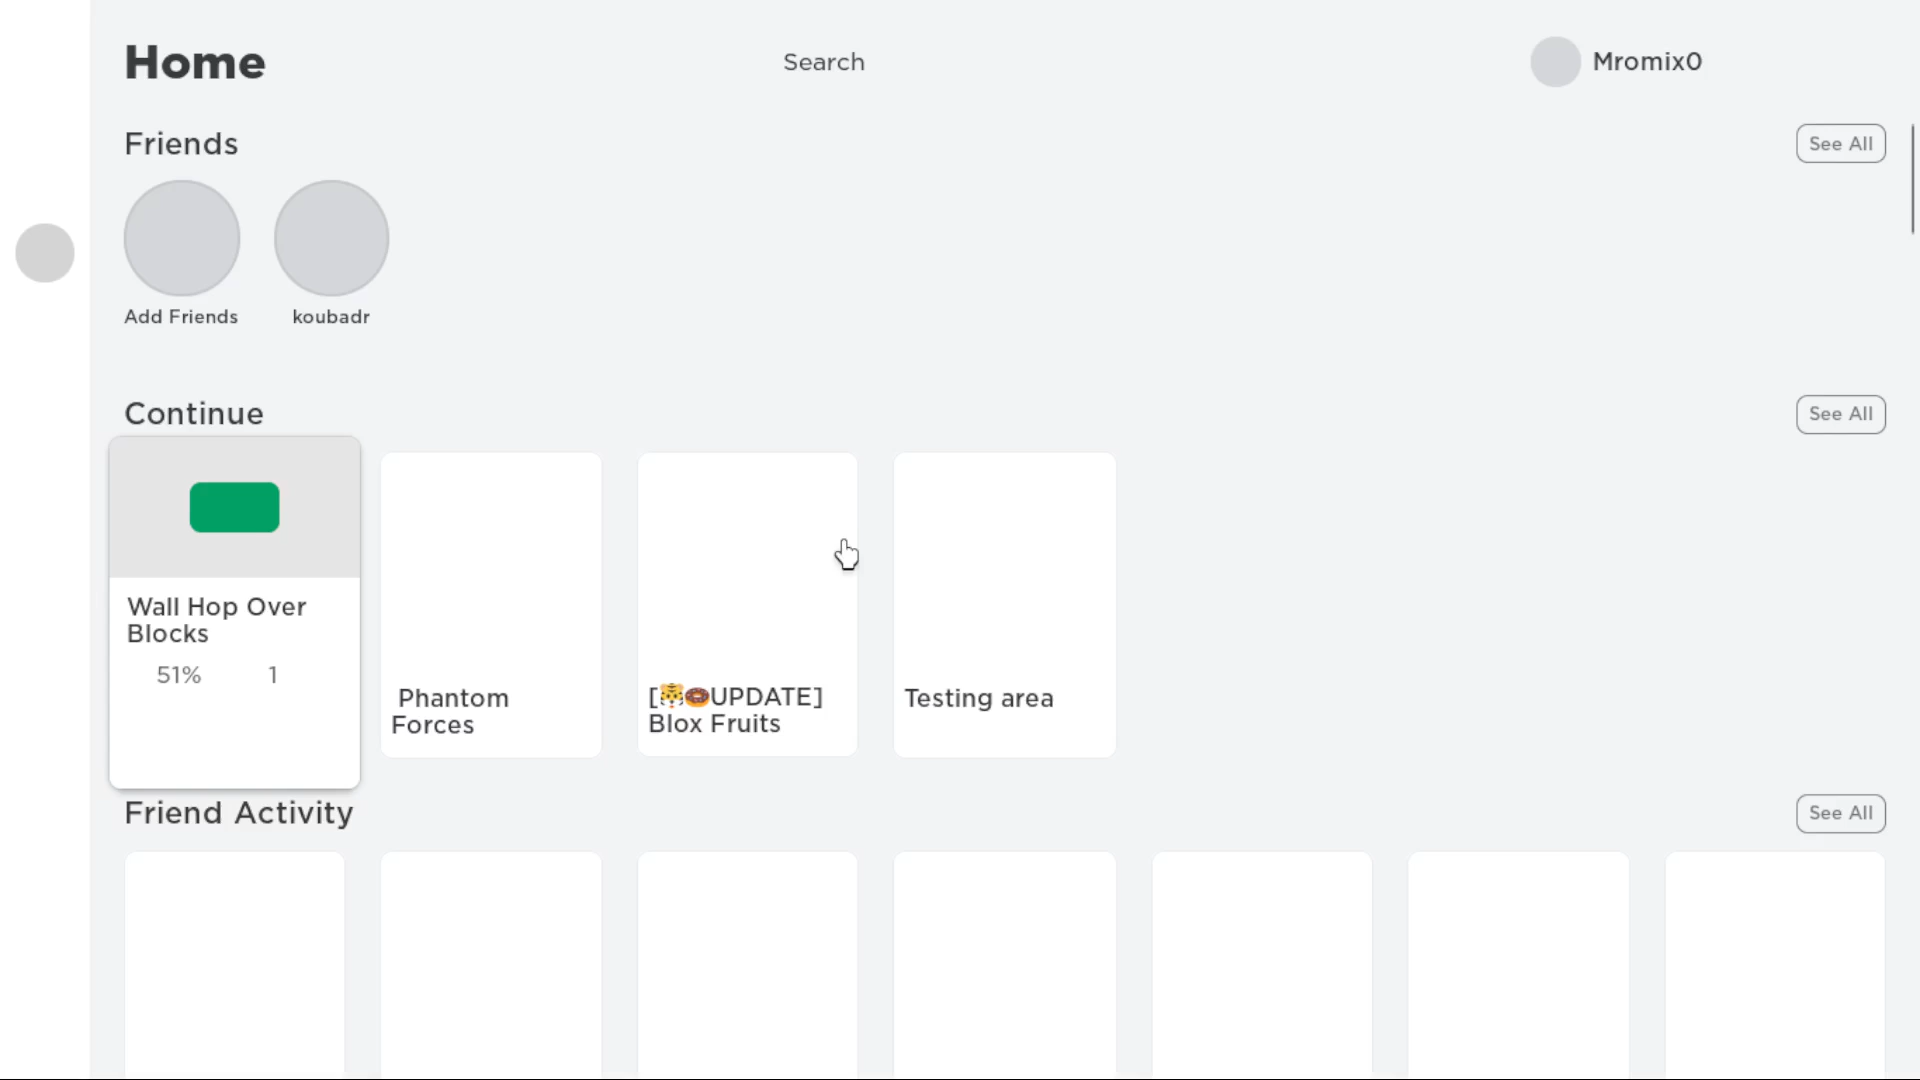 Home
Search
Mromix0
Friends
See All
Add Friends
koubadr
Continue
See All
Wall Hop Over
Blocks
51%
1
Phantom
Forces
[🐯🍩UPDATE]
Blox Fruits
Testing area
Friend Activity
See All